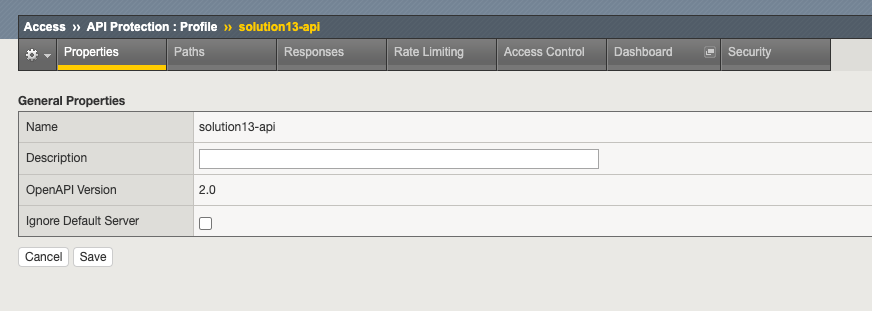 Access ›› API Protection : Profile ›› solution13-api
Properties Paths Responses Rate Limiting Access Control Dashboard Security
General Properties
Name solution13-api
Description
OpenAPI Version 2.0
Ignore Default Server
Cancel Save